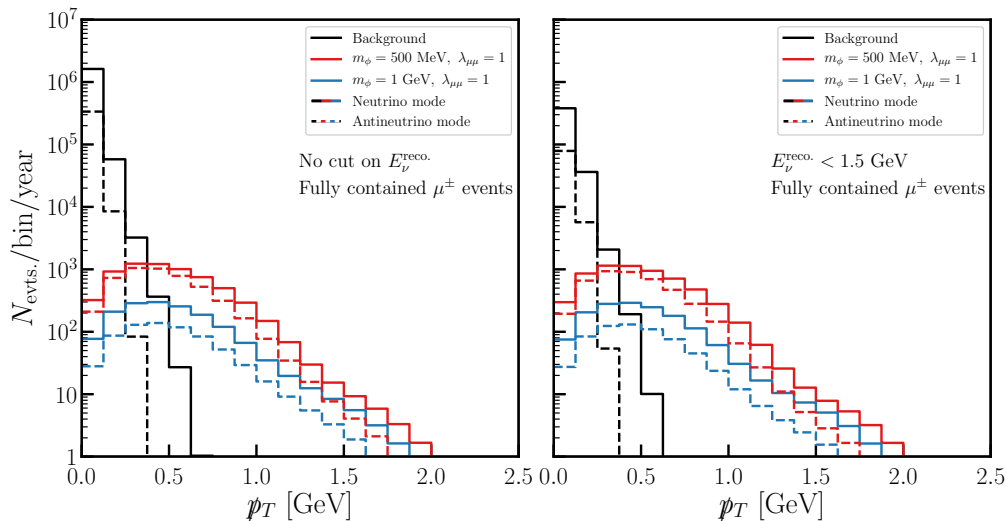 N_evts./bin/year
10^7
10^6
10^5
10^4
10^3
10^2
10
1
Background
m_ϕ = 500 MeV, λ_μμ = 1
m_ϕ = 1 GeV, λ_μμ = 1
Neutrino mode
Antineutrino mode
No cut on E_ν^reco.
Fully contained μ^± events
0.0 0.5 1.0 1.5 2.0 2.5
p̸_T [GeV]
Background
m_ϕ = 500 MeV, λ_μμ = 1
m_ϕ = 1 GeV, λ_μμ = 1
Neutrino mode
Antineutrino mode
E_ν^reco. < 1.5 GeV
Fully contained μ^± events
0.0 0.5 1.0 1.5 2.0 2.5
p̸_T [GeV]